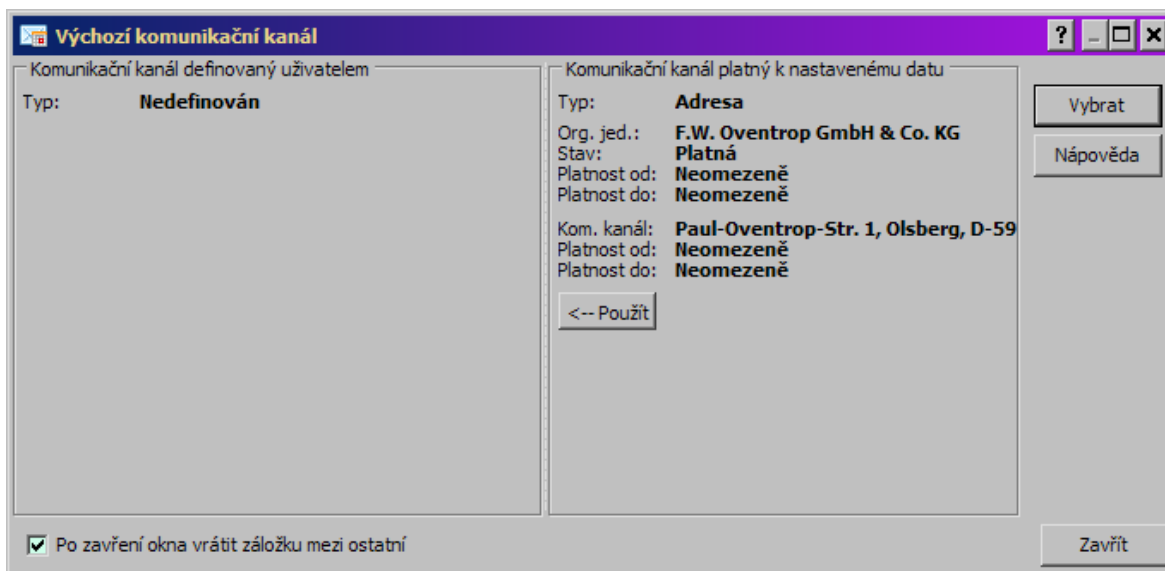 Výchozí komunikační kanál
Komunikační kanál definovaný uživatelem
Typ: Nedefinován
Komunikační kanál platný k nastavenému datu
Typ: Adresa
Org. jed.: F.W. Oventrop GmbH & Co. KG
Stav: Platná
Platnost od: Neomezeně
Platnost do: Neomezeně
Kom. kanál: Paul-Oventrop-Str. 1, Olsberg, D-59
Platnost od: Neomezeně
Platnost do: Neomezeně
<-- Použít
Vybrat
Nápověda
Po zavření okna vrátit záložku mezi ostatní
Zavřít